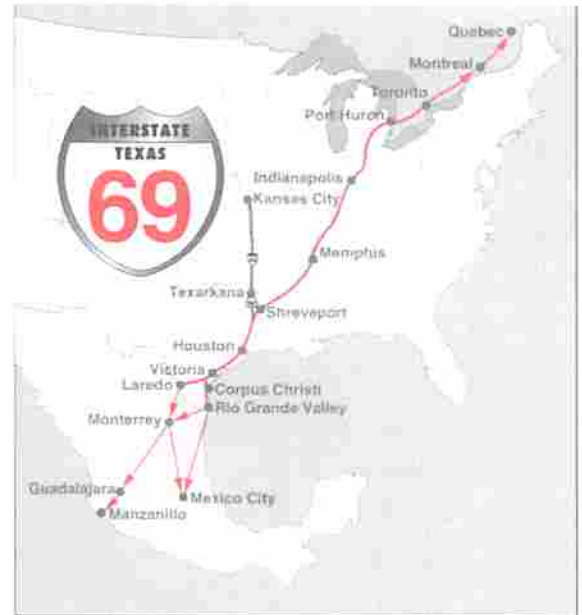 Quebec
Montreal
Toronto
Port Huron
INTERSTATE
TEXAS
69
Indianapolis
Kansas City
Memphis
Texarkana
Shreveport
Houston
Victoria
Laredo
Corpus Christi
Rio Grande Valley
Monterrey
Guadalajara
Mexico City
Manzanillo